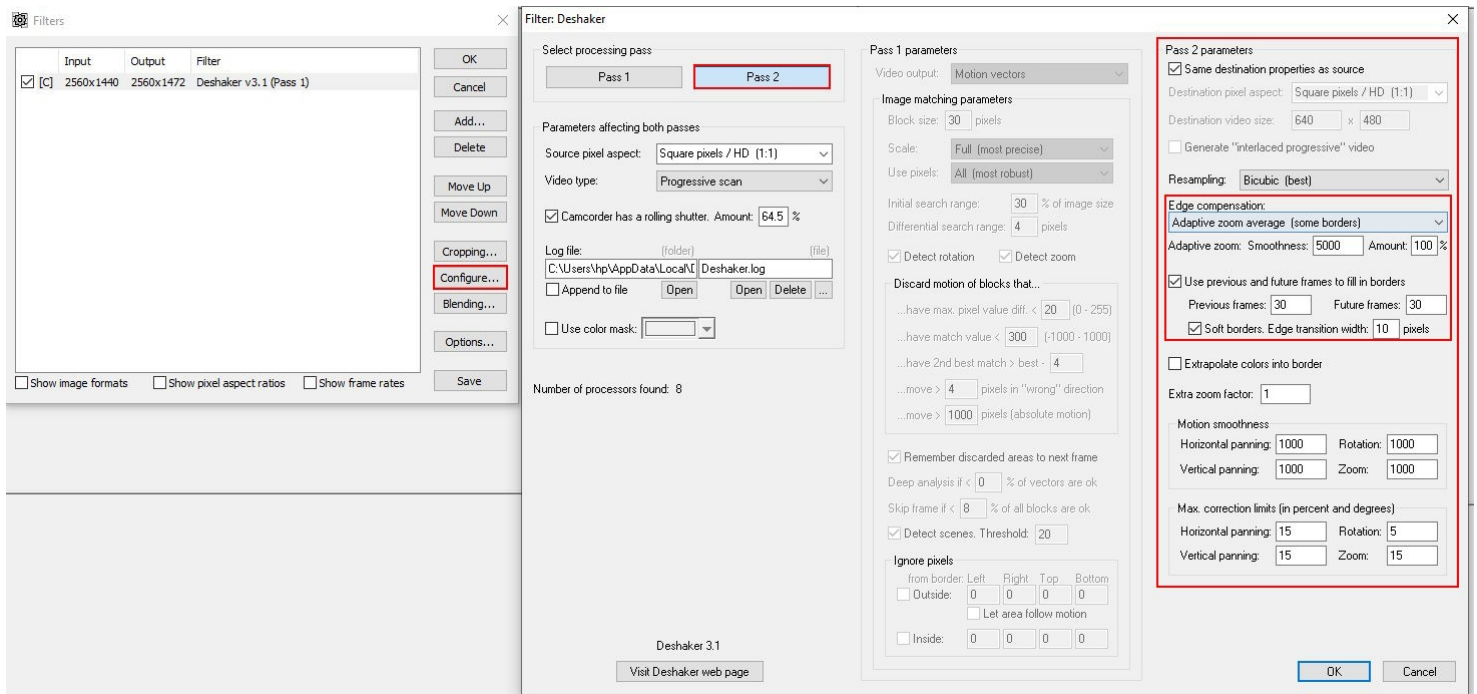 Filters
Input Output Filter
[C] 2560x1440 2560x1472 Deshaker v3.1 (Pass 1)
OK
Cancel
Add...
Delete
Move Up
Move Down
Cropping...
Configure...
Blending...
Options...
Save
Show image formats Show pixel aspect ratios Show frame rates
Filter: Deshaker
Select processing pass
Pass 1 Pass 2
Parameters affecting both passes
Source pixel aspect: Square pixels / HD (1:1)
Video type: Progressive scan
Camcorder has a rolling shutter. Amount: 64.5 %
Log file: (folder) (file)
C:\Users\hp\AppData\Local\D Deshaker.log
Append to file Open Open Delete ...
Use color mask:
Number of processors found: 8
Deshaker 3.1
Visit Deshaker web page
Pass 1 parameters
Video output: Motion vectors
Image matching parameters
Block size: 30 pixels
Scale: Full (most precise)
Use pixels: All (most robust)
Initial search range: 30 % of image size
Differential search range: 4 pixels
Detect rotation Detect zoom
Discard motion of blocks that...
...have max. pixel value diff. < 20 (0 - 255)
...have match value < 300 (-1000 - 1000)
...have 2nd best match > best - 4
...move > 4 pixels in "wrong" direction
...move > 1000 pixels (absolute motion)
Remember discarded areas to next frame
Deep analysis if < 0 % of vectors are ok
Skip frame if < 8 % of all blocks are ok
Detect scenes. Threshold: 20
Ignore pixels
from border: Left Right Top Bottom
Outside: 0 0 0 0
Let area follow motion
Inside: 0 0 0 0
Pass 2 parameters
Same destination properties as source
Destination pixel aspect: Square pixels / HD (1:1)
Destination video size: 640 x 480
Generate "interlaced progressive" video
Resampling: Bicubic (best)
Edge compensation:
Adaptive zoom average (some borders)
Adaptive zoom: Smoothness: 5000 Amount: 100 %
Use previous and future frames to fill in borders
Previous frames: 30 Future frames: 30
Soft borders. Edge transition width: 10 pixels
Extrapolate colors into border
Extra zoom factor: 1
Motion smoothness
Horizontal panning: 1000 Rotation: 1000
Vertical panning: 1000 Zoom: 1000
Max. correction limits (in percent and degrees)
Horizontal panning: 15 Rotation: 5
Vertical panning: 15 Zoom: 15
OK Cancel